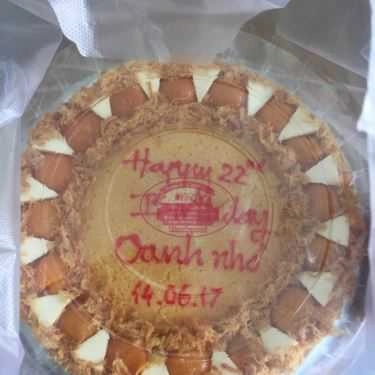 Happy 22nd
Birthday
Oanh nhỏ
14.06.17